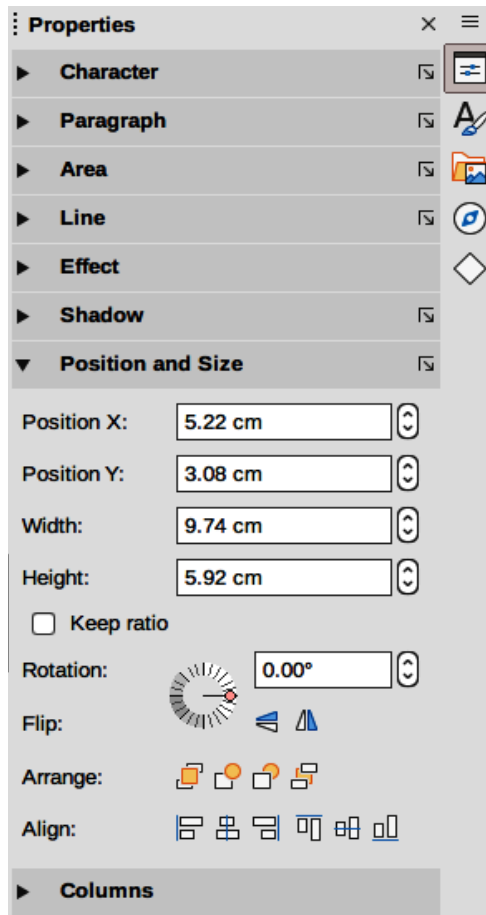 Properties
Character
Paragraph
Area
Line
Effect
Shadow
Position and Size
Position X: 5.22 cm
Position Y: 3.08 cm
Width: 9.74 cm
Height: 5.92 cm
Keep ratio
Rotation: 0.00°
Flip:
Arrange:
Align:
Columns